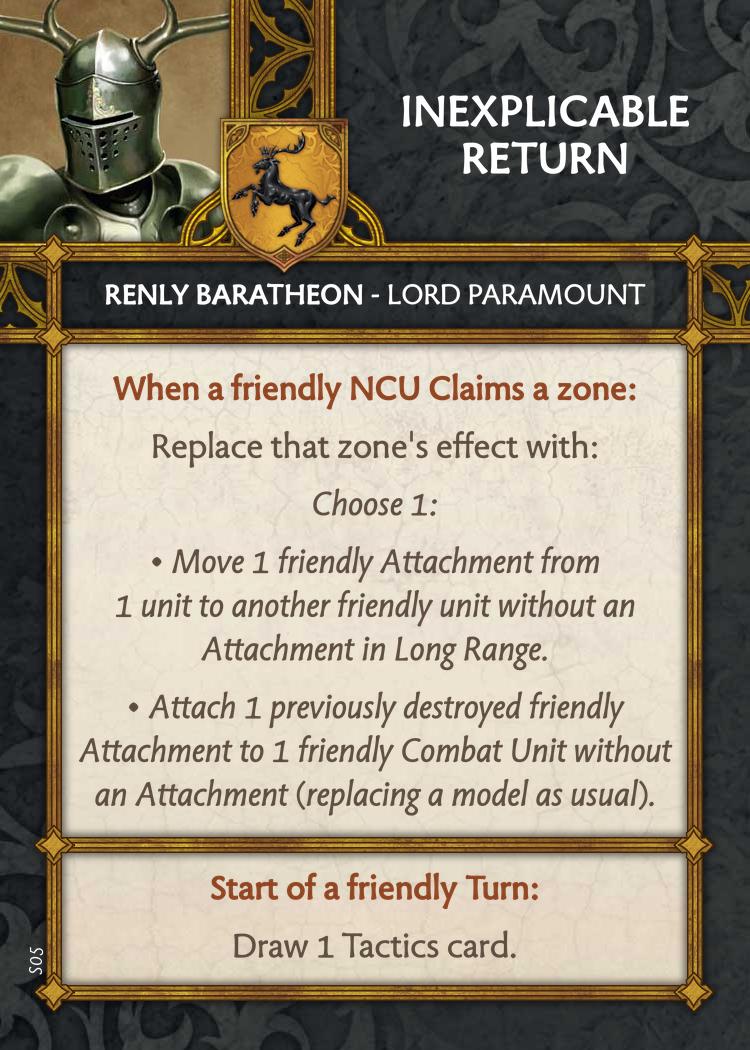 INEXPLICABLE
RETURN
RENLY BARATHEON - LORD PARAMOUNT
When a friendly NCU Claims a zone:
Replace that zone's effect with:
Choose 1:
• Move 1 friendly Attachment from
1 unit to another friendly unit without an
Attachment in Long Range.
• Attach 1 previously destroyed friendly
Attachment to 1 friendly Combat Unit without
an Attachment (replacing a model as usual).
Start of a friendly Turn:
Draw 1 Tactics card.
S05